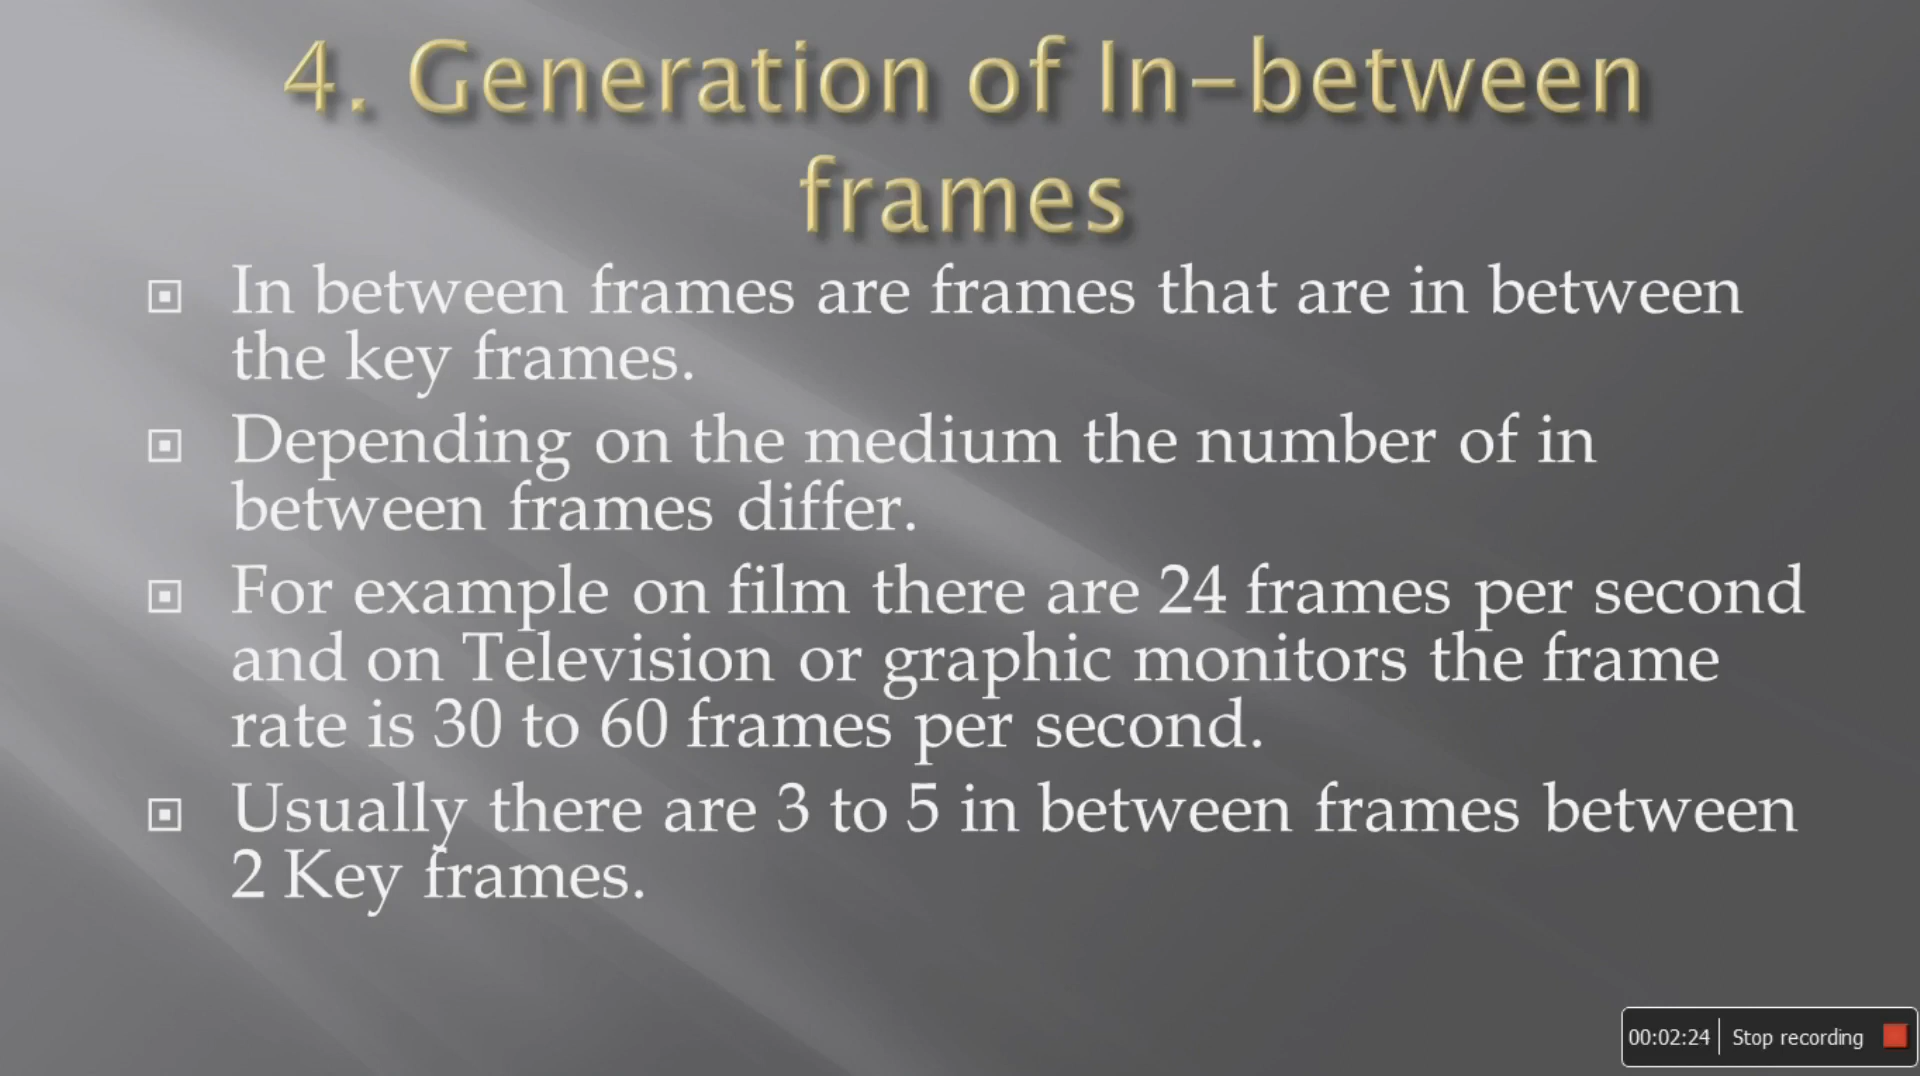 4. Generation of In-between
frames
In between frames are frames that are in between
the key frames.
Depending on the medium the number of in
between frames differ.
For example on film there are 24 frames per second
and on Television or graphic monitors the frame
rate is 30 to 60 frames per second.
Usually there are 3 to 5 in between frames between
2 Key frames.
00:02:24 Stop recording